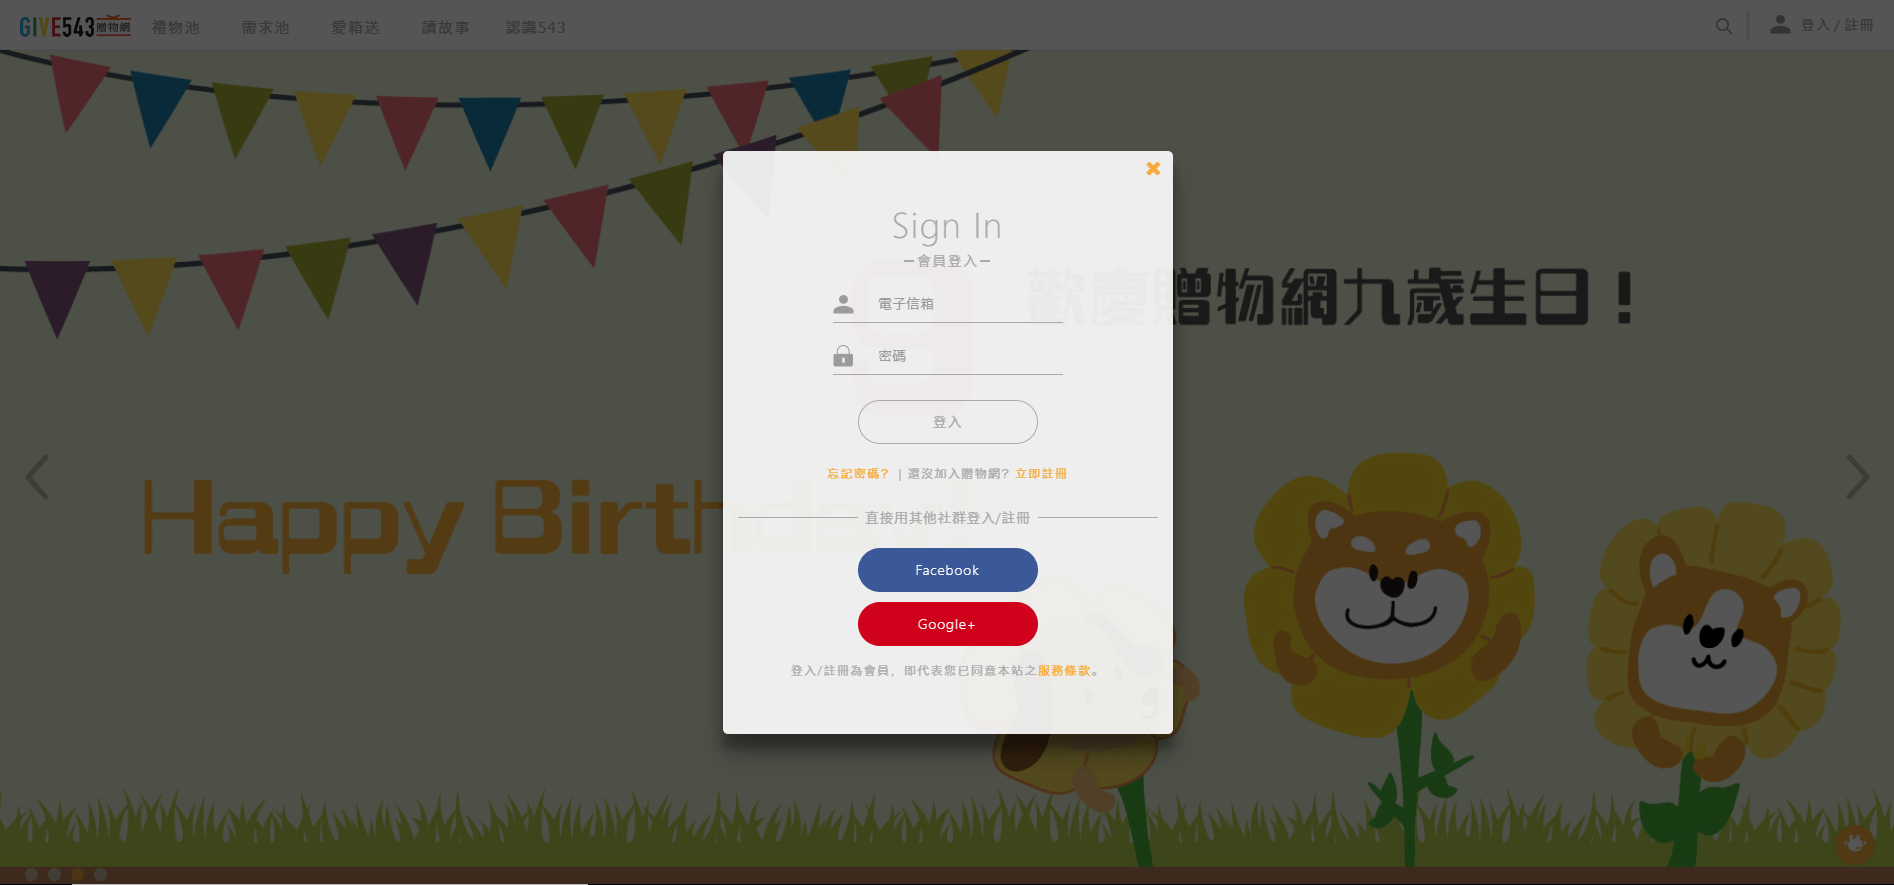 GIVE543贈物網
禮物池
需求池
愛箱送
讀故事
認識543
登入 / 註冊
Sign In
會員登入
歡慶贈物網九歲生日！
9
電子信箱
密碼
登入
忘記密碼？ | 還沒加入贈物網？立即註冊
Happy Birthday!
直接用其他社群登入/註冊
Facebook
Google+
登入/註冊為會員，即代表您已同意本站之服務條款。